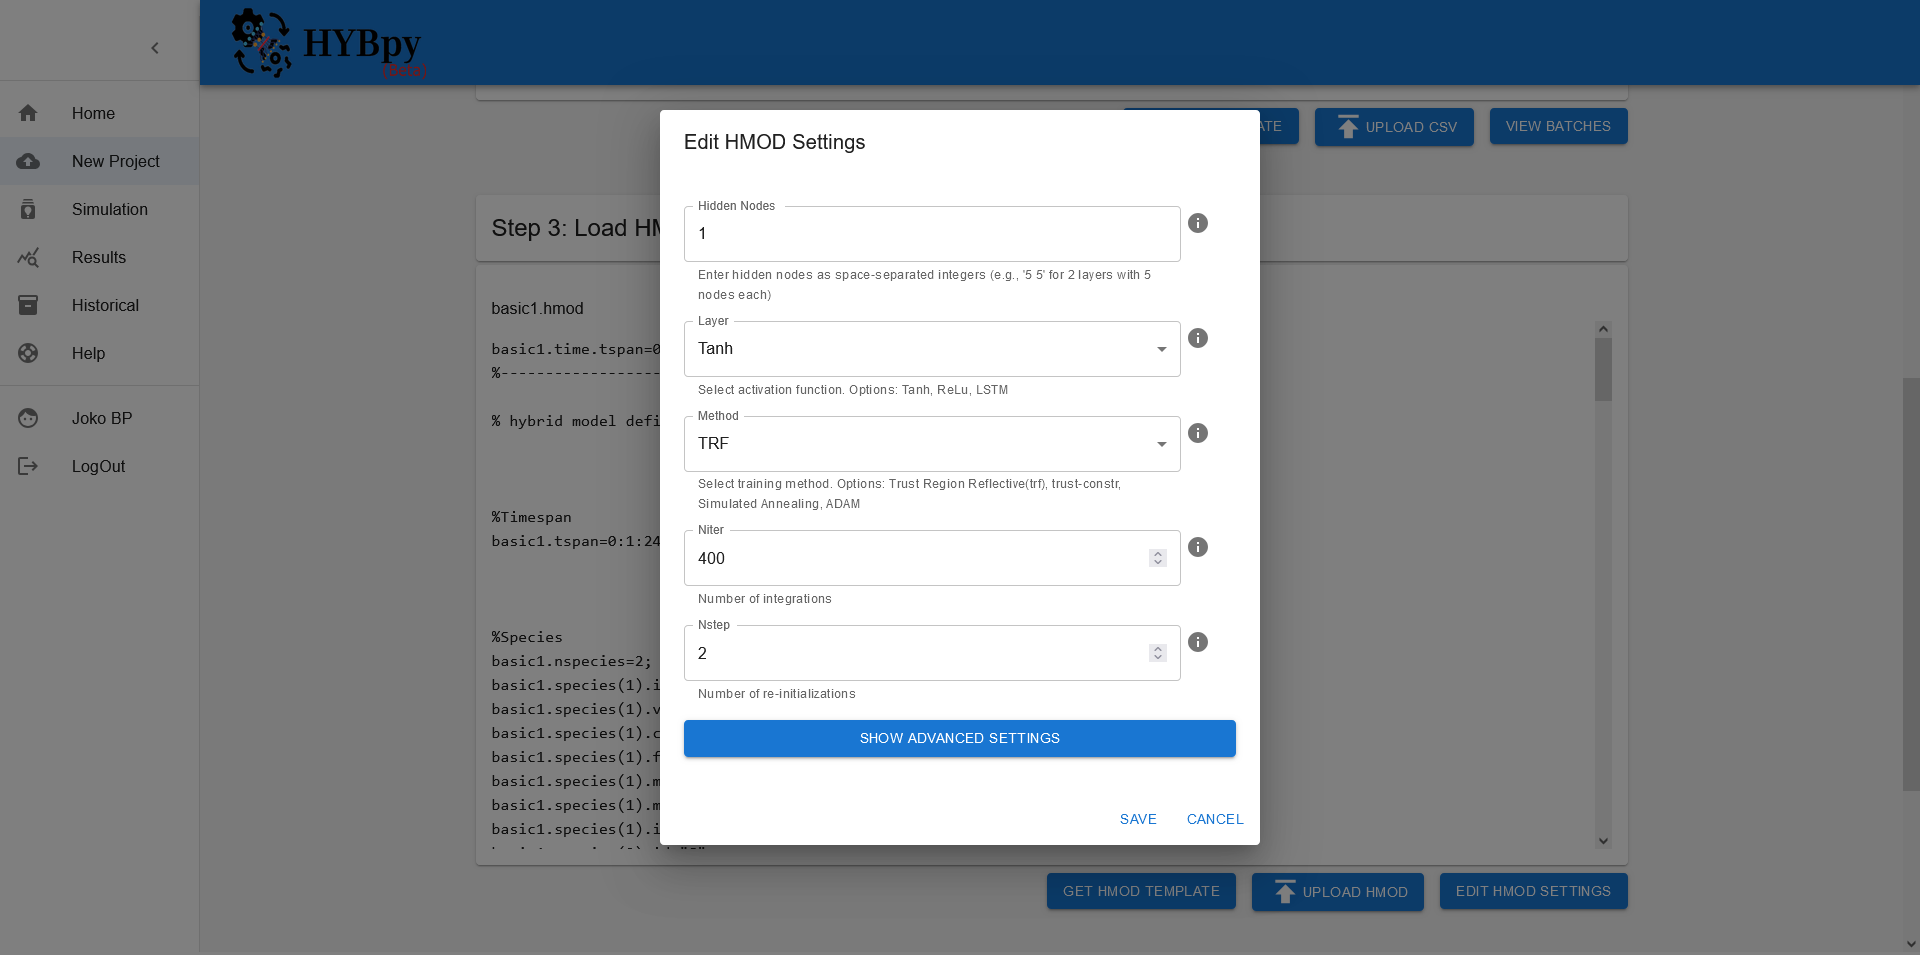 HYBpy
(Beta)
Home
New Project
Simulation
Results
Historical
Help
Joko BP
LogOut
UPLOAD CSV
VIEW BATCHES
Step 3: Load
basic1.hmod
basic1.time.tspan=0
%------------------
% hybrid model defi
%Timespan
basic1.tspan=0:1:24
%Species
basic1.nspecies=2;
basic1.species(1).i
basic1.species(1).v
basic1.species(1).c
basic1.species(1).f
basic1.species(1).m
basic1.species(1).m
basic1.species(1).i
Edit HMOD Settings
Hidden Nodes
1
Enter hidden nodes as space-separated integers (e.g., '5 5' for 2 layers with 5
nodes each)
Layer
Tanh
Select activation function. Options: Tanh, ReLu, LSTM
Method
TRF
Select training method. Options: Trust Region Reflective(trf), trust-constr,
Simulated Annealing, ADAM
Niter
400
Number of integrations
Nstep
2
Number of re-initializations
SHOW ADVANCED SETTINGS
SAVE
CANCEL
GET HMOD TEMPLATE
UPLOAD HMOD
EDIT HMOD SETTINGS